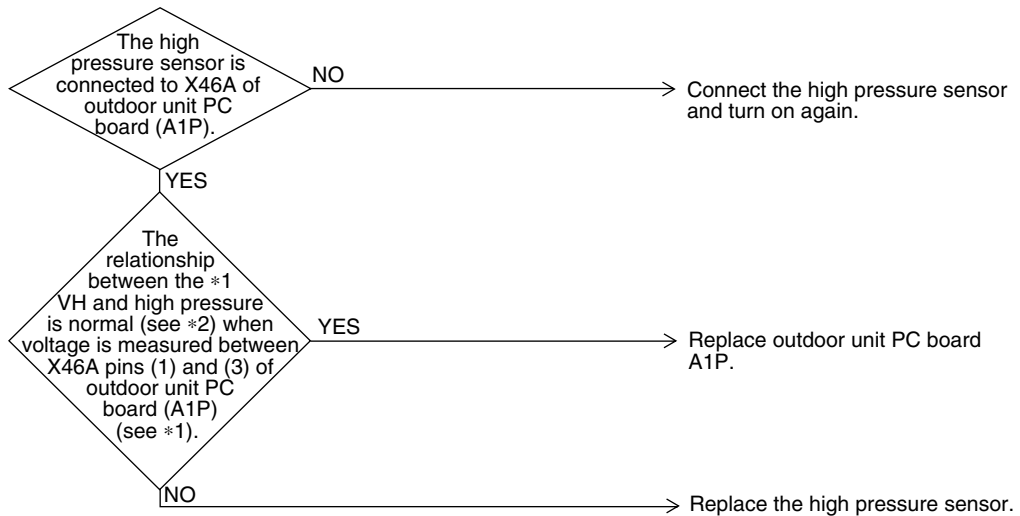 The high
pressure sensor is
connected to X46A of
outdoor unit PC
board (A1P).
NO
Connect the high pressure sensor
and turn on again.
YES
The
relationship
between the *1
VH and high pressure
is normal (see *2) when
voltage is measured between
X46A pins (1) and (3) of
outdoor unit PC
board (A1P)
(see *1).
YES
Replace outdoor unit PC board
A1P.
NO
Replace the high pressure sensor.